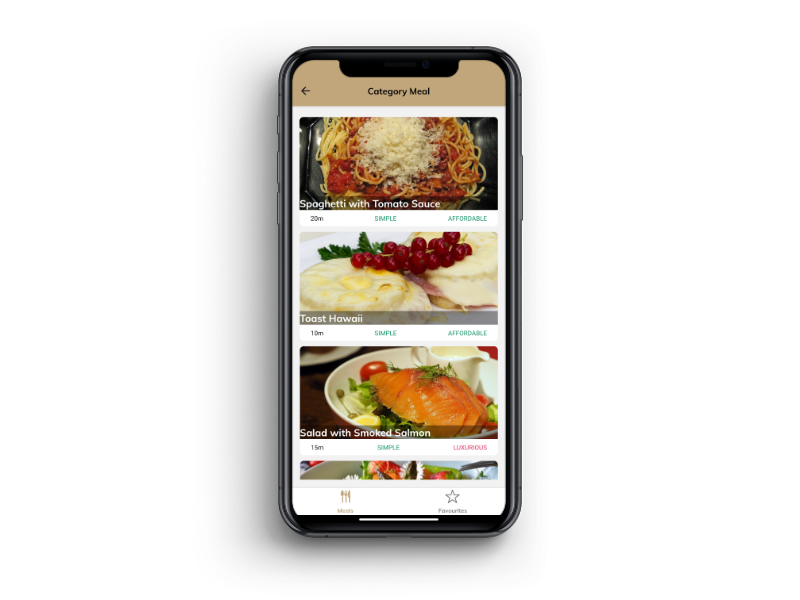 Category Meal
Spaghetti with Tomato Sauce
20m SIMPLE AFFORDABLE
Toast Hawaii
10m SIMPLE AFFORDABLE
Salad with Smoked Salmon
15m SIMPLE LUXURIOUS
Meals Favourites